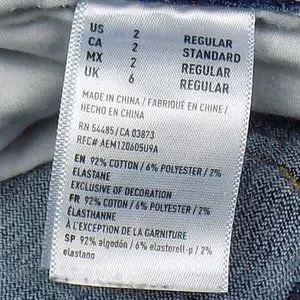 US 2 REGULAR
CA 2 STANDARD
MX 2 REGULAR
UK 6 REGULAR
MADE IN CHINA / FABRIQUÉ EN CHINE /
HECHO EN CHINA
RN 54485/CA 03873
RFC# AEM120605U9A
EN 92% COTTON / 6% POLYESTER / 2%
ELASTANE
EXCLUSIVE OF DECORATION
FR 92% COTON / 6% POLYESTER / 2%
ÉLASTHANNE
À L'EXCEPTION DE LA GARNITURE
SP 92% algodón / 6% elasterell-p / 2%
elastano